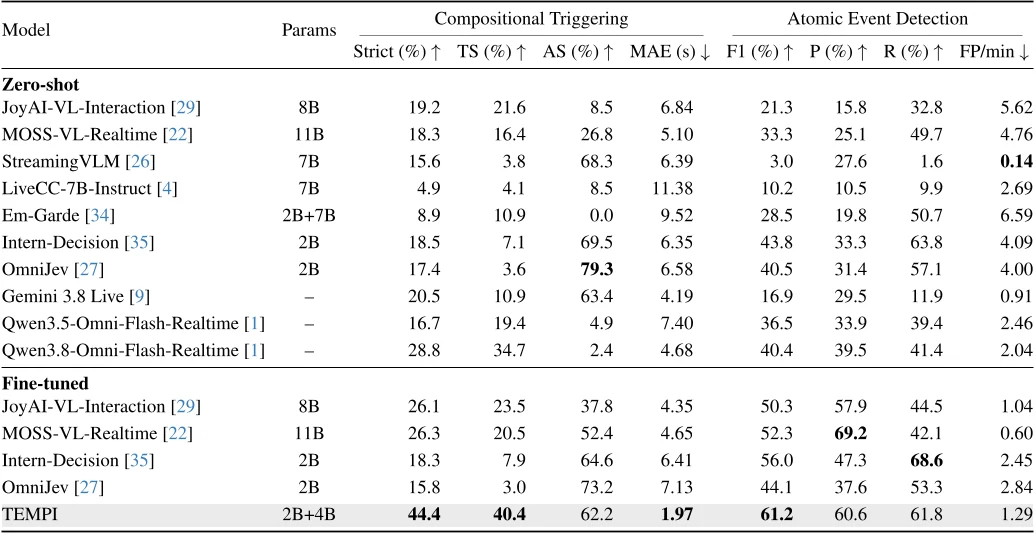 Model Params Compositional Triggering Atomic Event Detection
Strict (%) ↑ TS (%) ↑ AS (%) ↑ MAE (s) ↓ F1 (%) ↑ P (%) ↑ R (%) ↑ FP/min ↓
Zero-shot
JoyAI-VL-Interaction [29] 8B 19.2 21.6 8.5 6.84 21.3 15.8 32.8 5.62
MOSS-VL-Realtime [22] 11B 18.3 16.4 26.8 5.10 33.3 25.1 49.7 4.76
StreamingVLM [26] 7B 15.6 3.8 68.3 6.39 3.0 27.6 1.6 0.14
LiveCC-7B-Instruct [4] 7B 4.9 4.1 8.5 11.38 10.2 10.5 9.9 2.69
Em-Garde [34] 2B+7B 8.9 10.9 0.0 9.52 28.5 19.8 50.7 6.59
Intern-Decision [35] 2B 18.5 7.1 69.5 6.35 43.8 33.3 63.8 4.09
OmniJev [27] 2B 17.4 3.6 79.3 6.58 40.5 31.4 57.1 4.00
Gemini 3.8 Live [9] – 20.5 10.9 63.4 4.19 16.9 29.5 11.9 0.91
Qwen3.5-Omni-Flash-Realtime [1] – 16.7 19.4 4.9 7.40 36.5 33.9 39.4 2.46
Qwen3.8-Omni-Flash-Realtime [1] – 28.8 34.7 2.4 4.68 40.4 39.5 41.4 2.04
Fine-tuned
JoyAI-VL-Interaction [29] 8B 26.1 23.5 37.8 4.35 50.3 57.9 44.5 1.04
MOSS-VL-Realtime [22] 11B 26.3 20.5 52.4 4.65 52.3 69.2 42.1 0.60
Intern-Decision [35] 2B 18.3 7.9 64.6 6.41 56.0 47.3 68.6 2.45
OmniJev [27] 2B 15.8 3.0 73.2 7.13 44.1 37.6 53.3 2.84
TEMPI 2B+4B 44.4 40.4 62.2 1.97 61.2 60.6 61.8 1.29